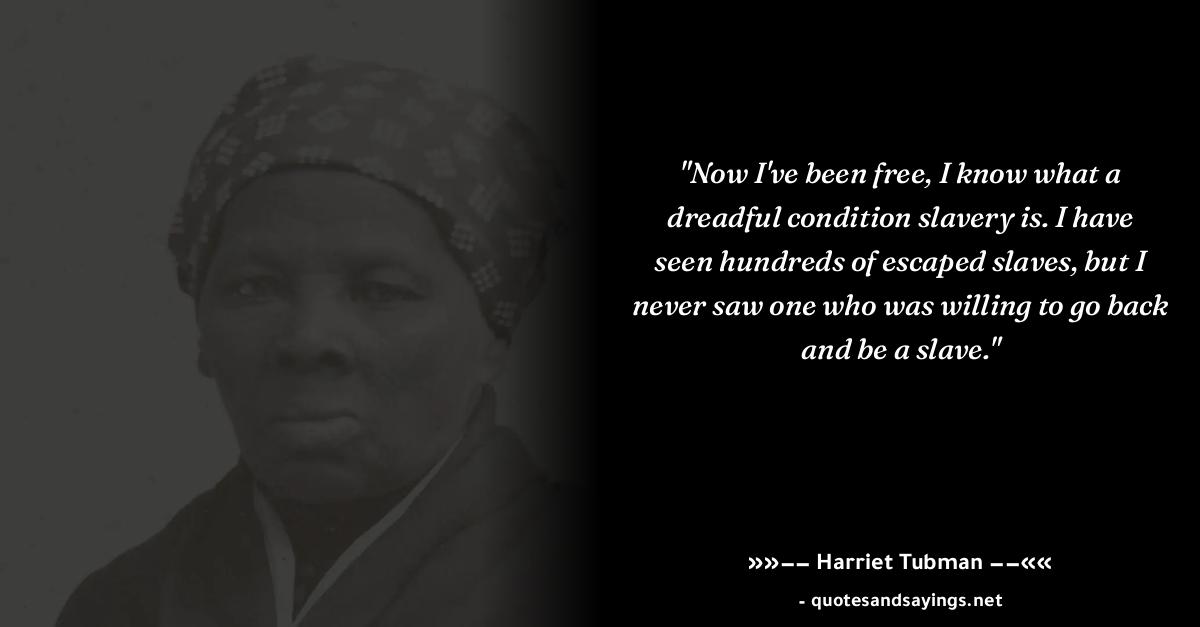 "Now I've been free, I know what a
dreadful condition slavery is. I have
seen hundreds of escaped slaves, but I
never saw one who was willing to go back
and be a slave."
»»-- Harriet Tubman --««
- quotesandsayings.net